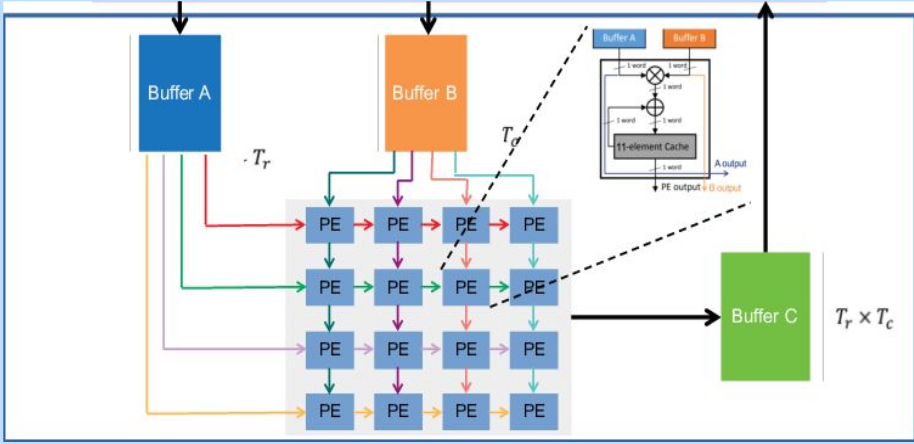 Buffer A
Buffer B
Buffer A
Buffer B
1 word
1 word
1 word
1 word
1 word
11-element Cache
1 word
A output
PE output
B output
T_r
T_c
PE PE PE PE
PE PE PE PE
PE PE PE PE
PE PE PE PE
Buffer C
T_r × T_c